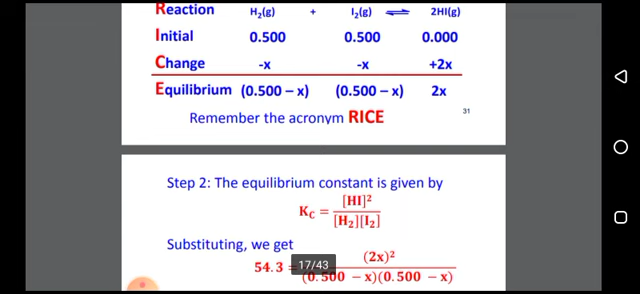 Reaction H₂(g) + I₂(g) ⇌ 2HI(g)
Initial 0.500 0.500 0.000
Change -x -x +2x
Equilibrium (0.500 – x) (0.500 – x) 2x
Remember the acronym RICE
31
Step 2: The equilibrium constant is given by
K_C = [HI]² / [H₂][I₂]
Substituting, we get
54.3 = (2x)² / (0.500 – x)(0.500 – x)
17/43